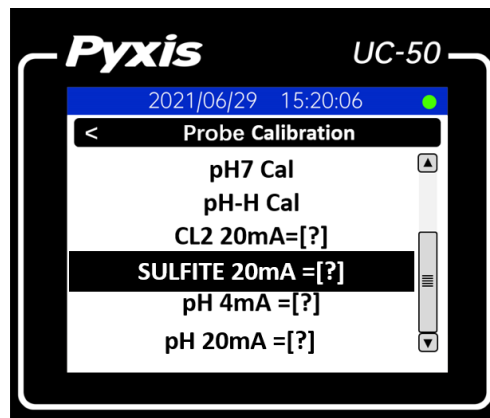 Pyxis UC-50
2021/06/29 15:20:06
< Probe Calibration
pH7 Cal
pH-H Cal
CL2 20mA=[?]
SULFITE 20mA =[?]
pH 4mA =[?]
pH 20mA =[?]